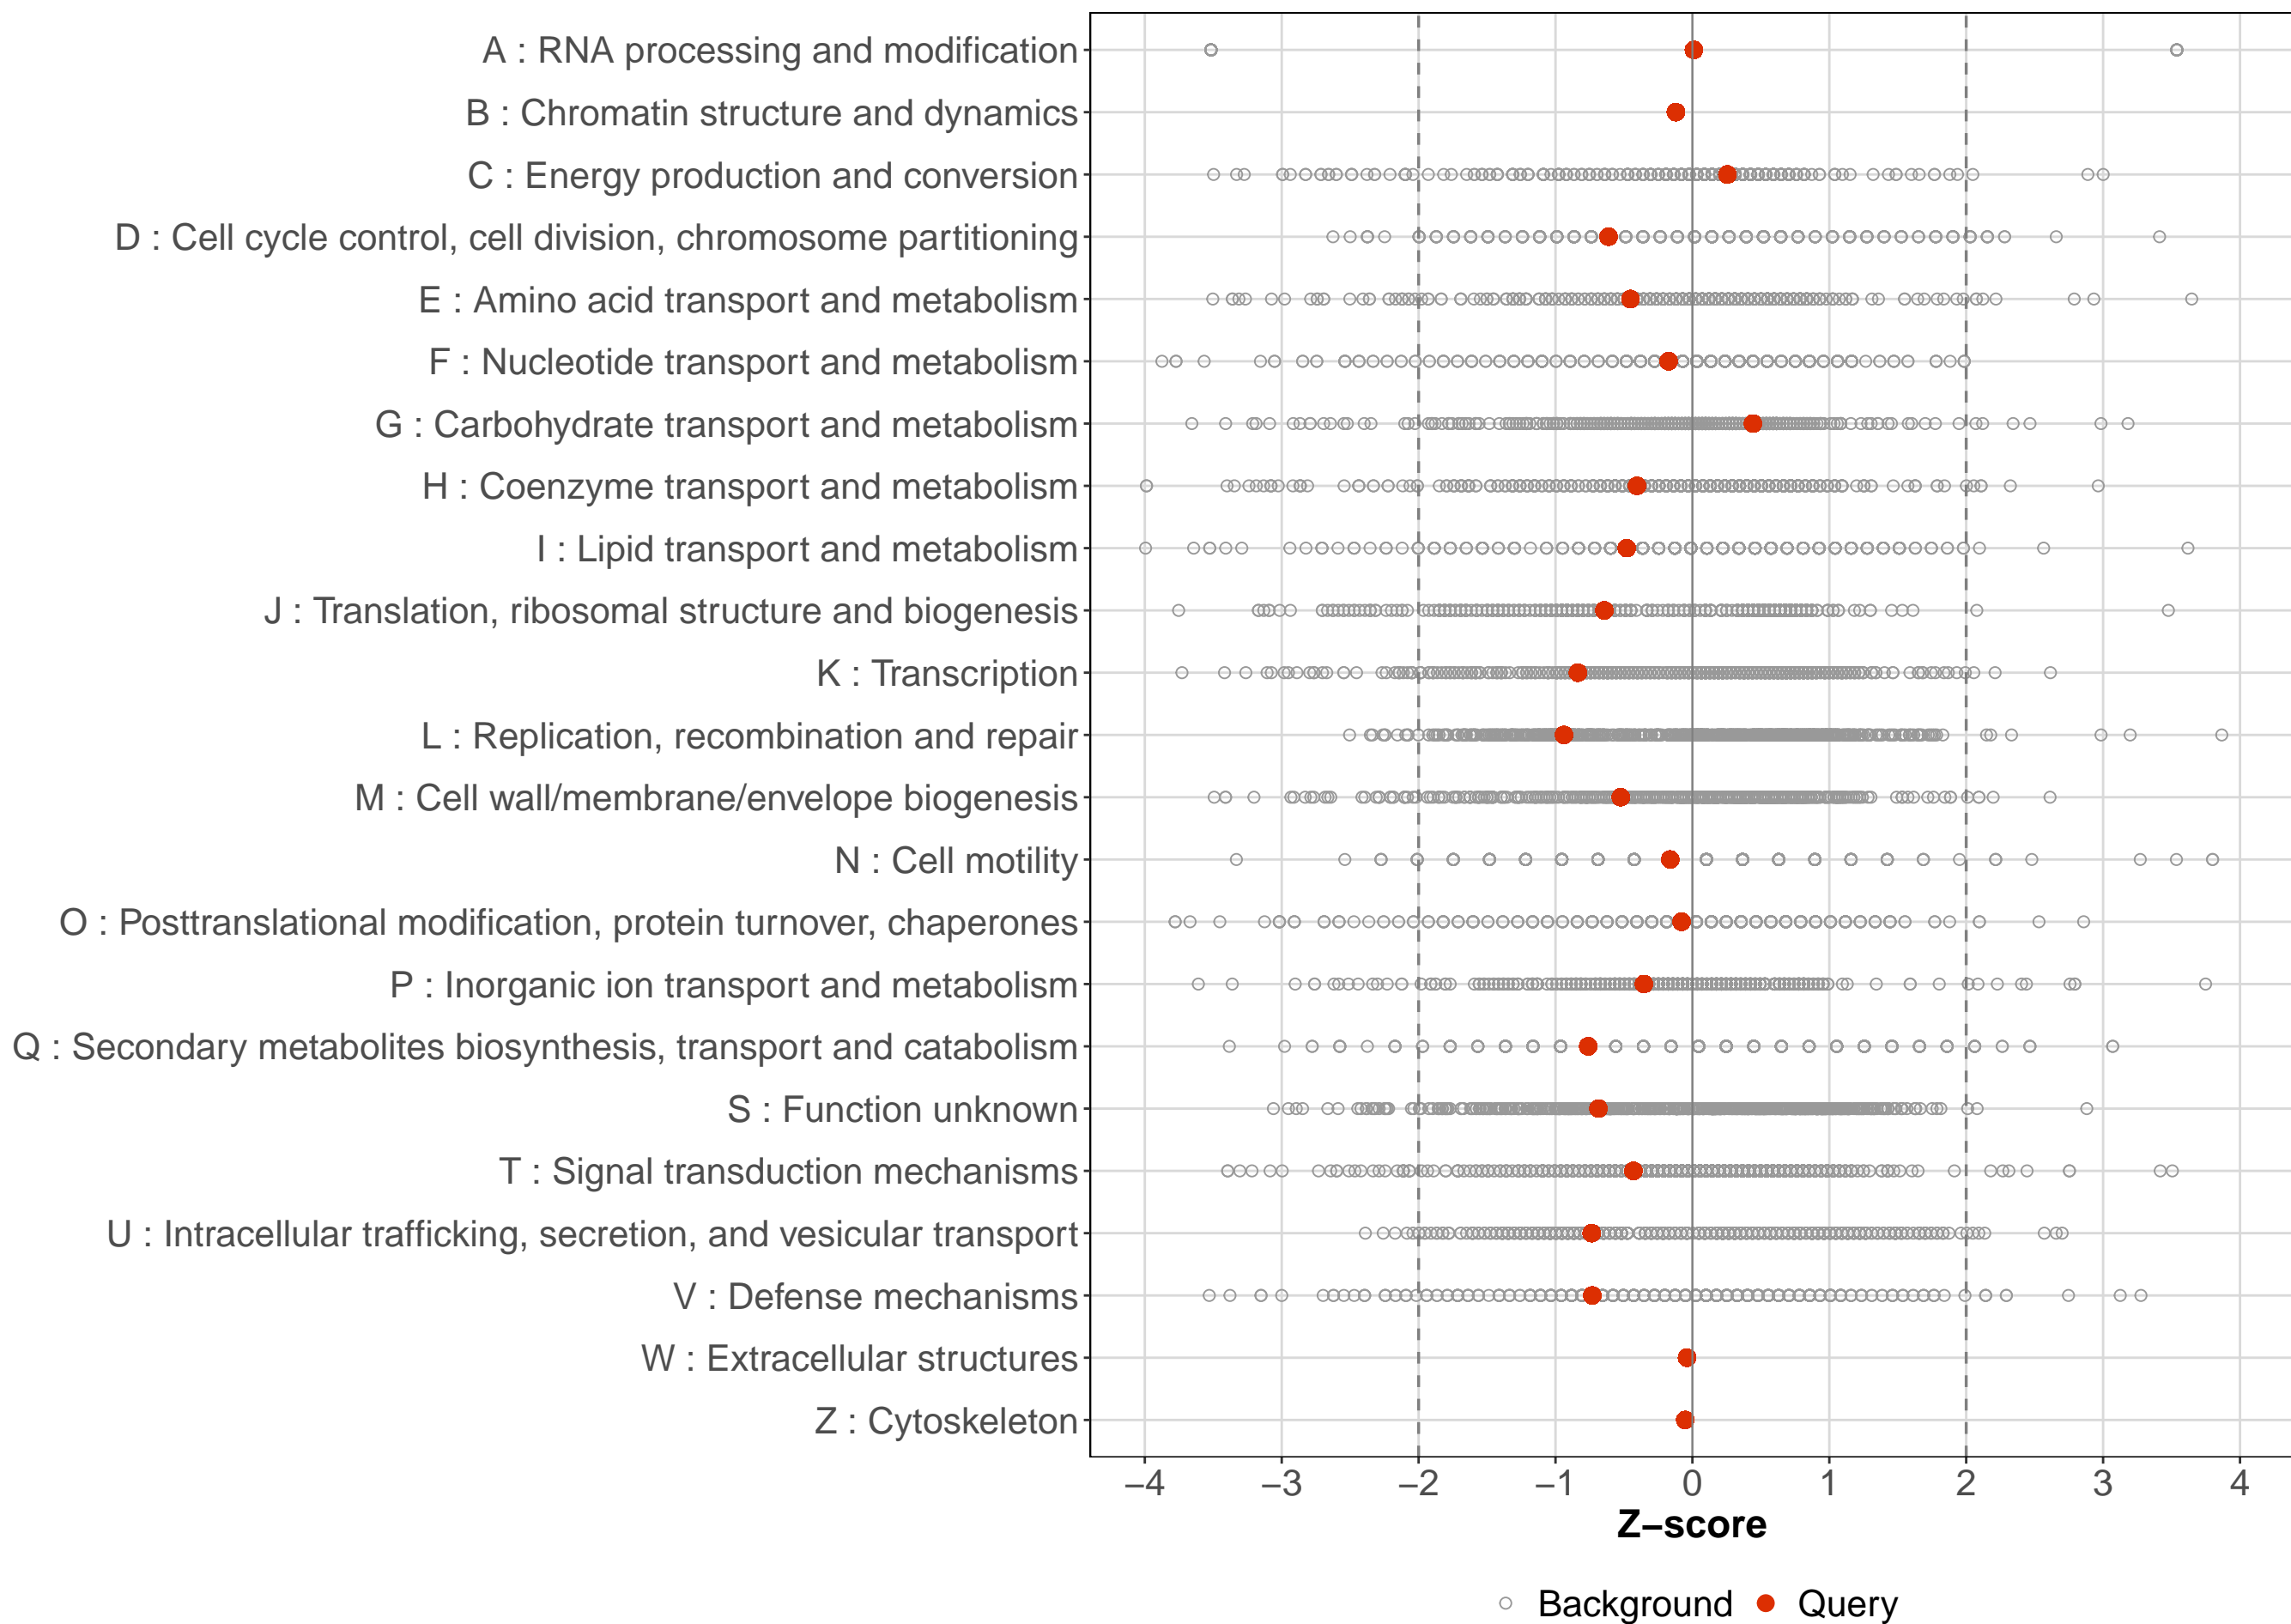 A : RNA processing and modification
B : Chromatin structure and dynamics
C : Energy production and conversion
D : Cell cycle control, cell division, chromosome partitioning
E : Amino acid transport and metabolism
F : Nucleotide transport and metabolism
G : Carbohydrate transport and metabolism
H : Coenzyme transport and metabolism
I : Lipid transport and metabolism
J : Translation, ribosomal structure and biogenesis
K : Transcription
L : Replication, recombination and repair
M : Cell wall/membrane/envelope biogenesis
N : Cell motility
O : Posttranslational modification, protein turnover, chaperones
P : Inorganic ion transport and metabolism
Q : Secondary metabolites biosynthesis, transport and catabolism
S : Function unknown
T : Signal transduction mechanisms
U : Intracellular trafficking, secretion, and vesicular transport
V : Defense mechanisms
W : Extracellular structures
Z : Cytoskeleton
−4 −3 −2 −1 0 1 2 3 4
Z−score
Background Query